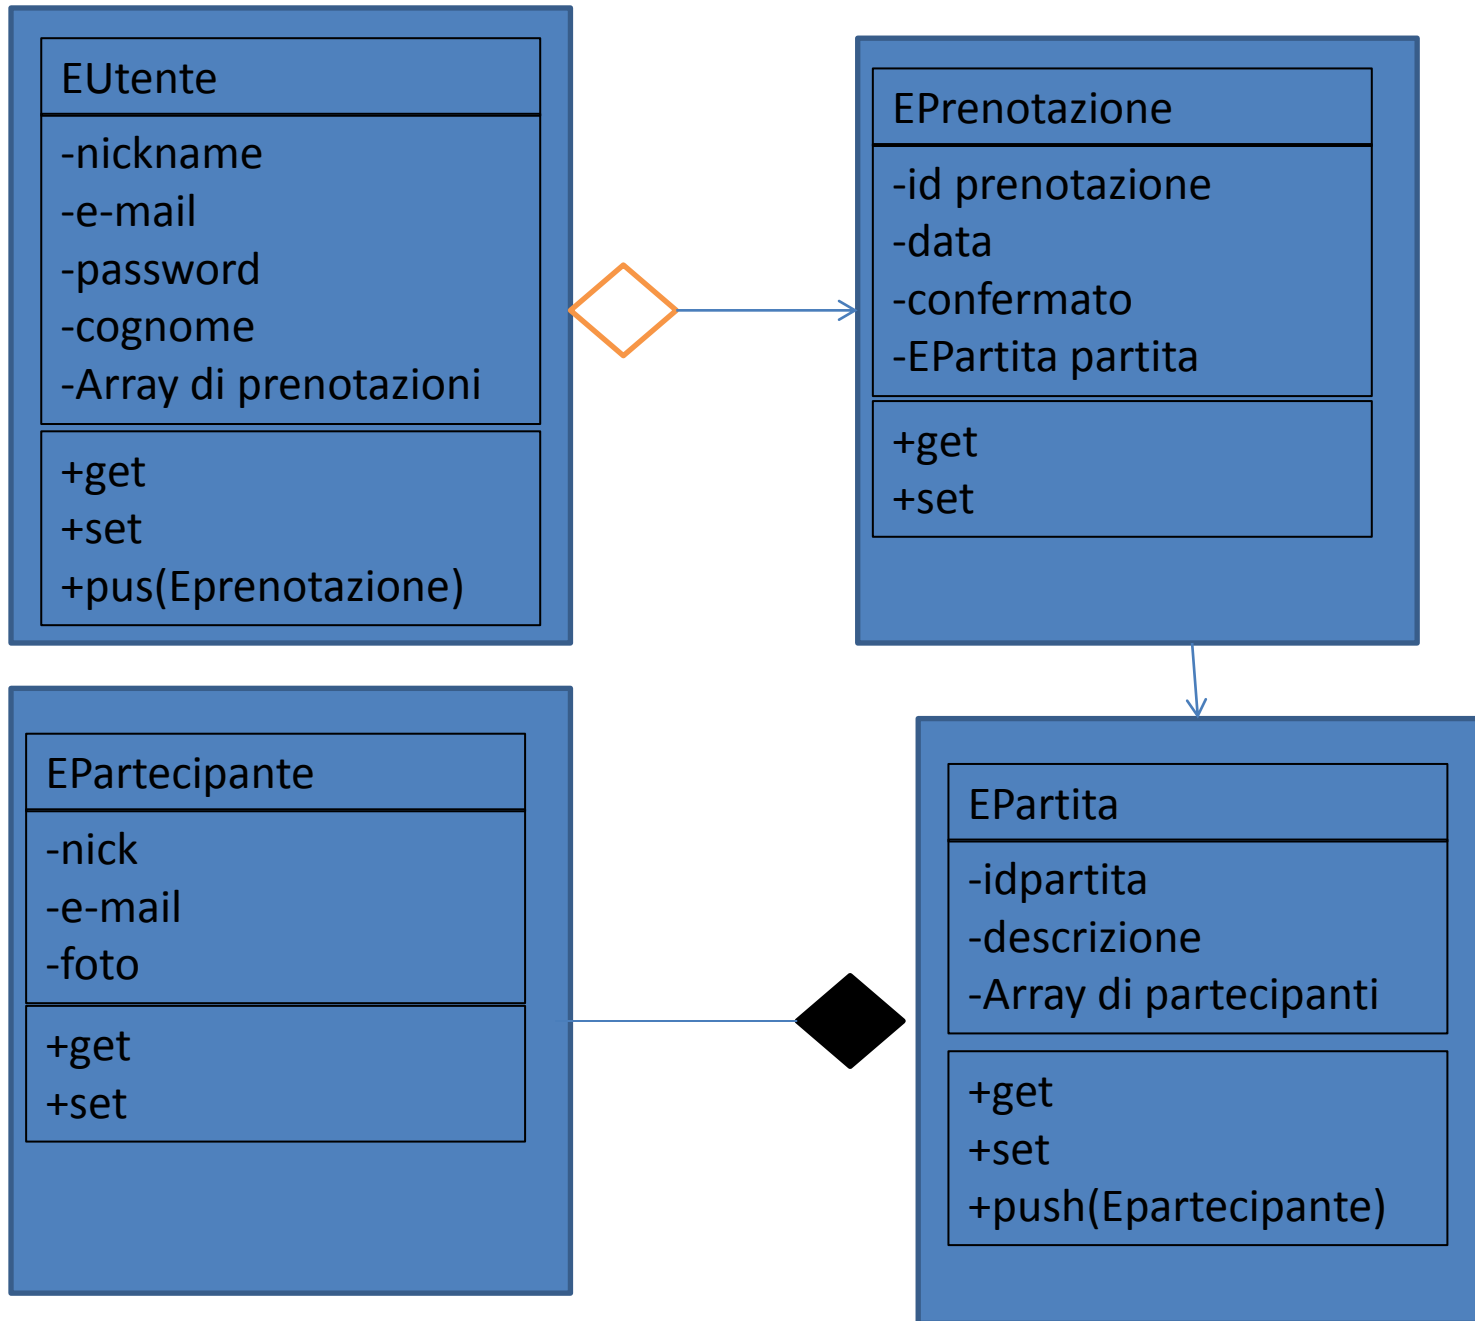 EUtente
-nickname
-e-mail
-password
-cognome
-Array di prenotazioni
+get
+set
+pus(Eprenotazione)
EPrenotazione
-id prenotazione
-data
-confermato
-EPartita partita
+get
+set
EPartecipante
-nick
-e-mail
-foto
+get
+set
EPartita
-idpartita
-descrizione
-Array di partecipanti
+get
+set
+push(Epartecipante)